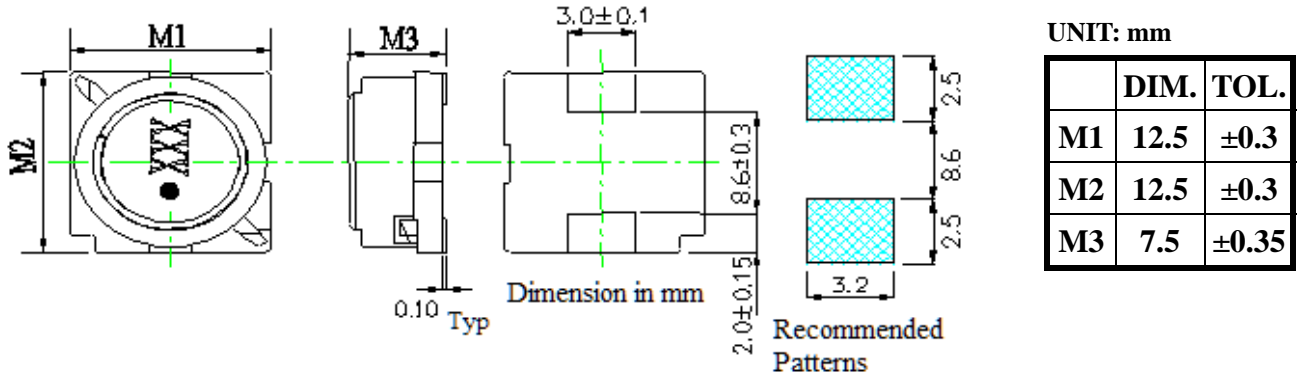 M1
M2
XXX
M3
0.10 Typ
3.0±0.1
8.6±0.3
2.0±0.15
Dimension in mm
2.5
8.6
2.5
3.2
Recommended
Patterns
UNIT: mm
DIM. TOL.
M1 12.5 ±0.3
M2 12.5 ±0.3
M3 7.5 ±0.35